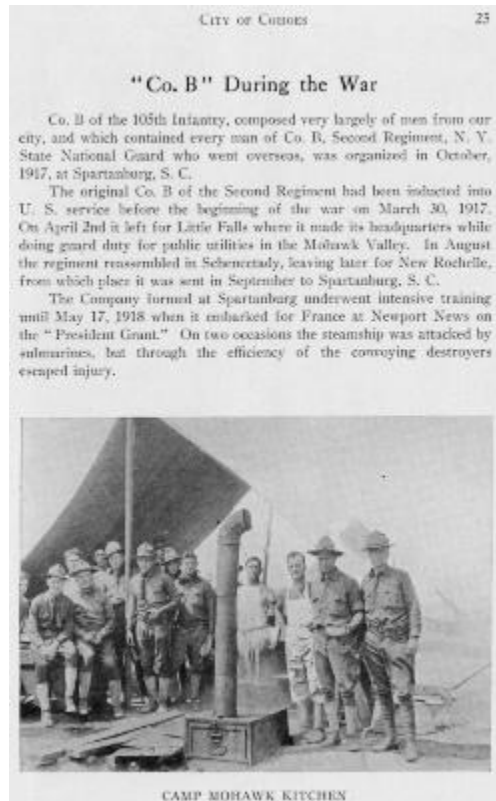 City of Cohoes 25
"Co. B" During the War
Co. B of the 105th Infantry, composed very largely of men from our
city, and which contained every man of Co. B, Second Regiment, N. Y.
State National Guard who went overseas, was organized in October,
1917, at Spartanburg, S. C.
The original Co. B of the Second Regiment had been inducted into
U. S. service before the beginning of the war on March 30, 1917.
On April 2nd it left for Little Falls where it made its headquarters while
doing guard duty for public utilities in the Mohawk Valley. In August
the regiment reassembled in Schenectady, leaving later for New Rochelle,
from which place it was sent in September to Spartanburg, S. C.
The Company formed at Spartanburg underwent intensive training
until May 17, 1918 when it embarked for France at Newport News on
the "President Grant." On two occasions the steamship was attacked by
submarines, but through the efficiency of the convoying destroyers
escaped injury.
CAMP MOHAWK KITCHEN